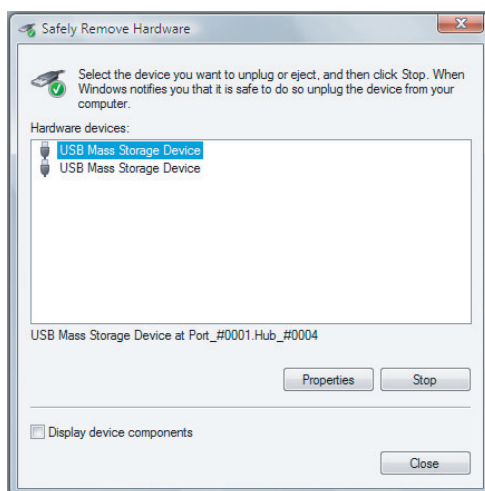 Safely Remove Hardware
Select the device you want to unplug or eject, and then click Stop. When
Windows notifies you that it is safe to do so unplug the device from your
computer.
Hardware devices:
USB Mass Storage Device
USB Mass Storage Device
USB Mass Storage Device at Port_#0001.Hub_#0004
Properties
Stop
Display device components
Close